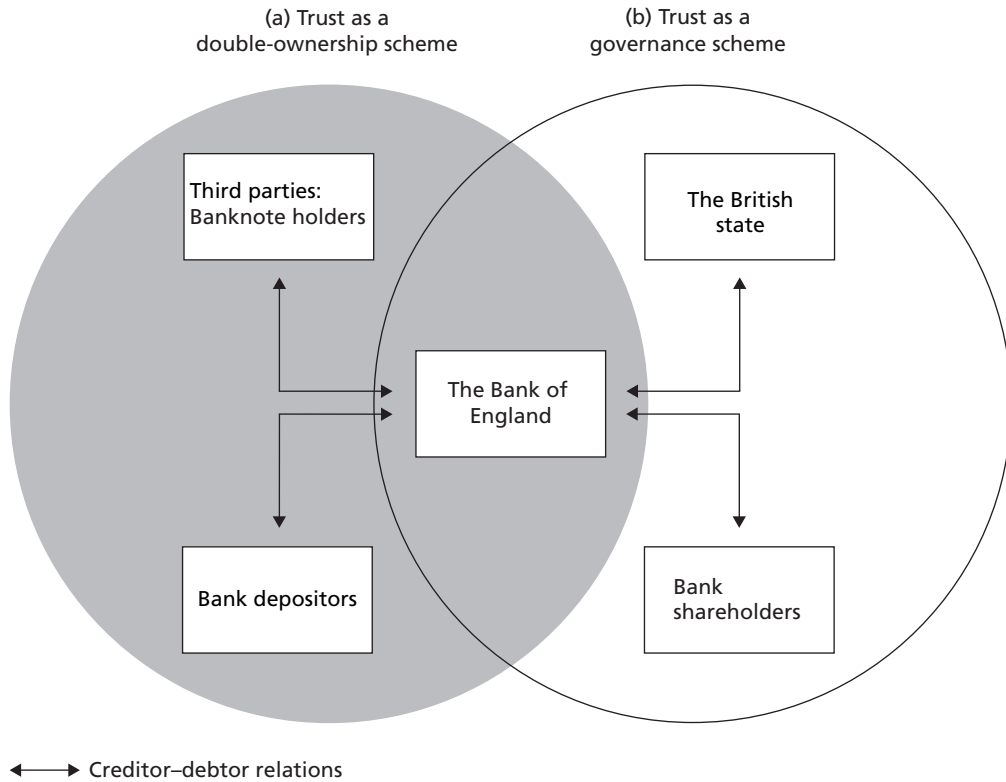 (a) Trust as a
double-ownership scheme
(b) Trust as a
governance scheme
Third parties:
Banknote holders
The British
state
The Bank of
England
Bank depositors
Bank
shareholders
Creditor–debtor relations